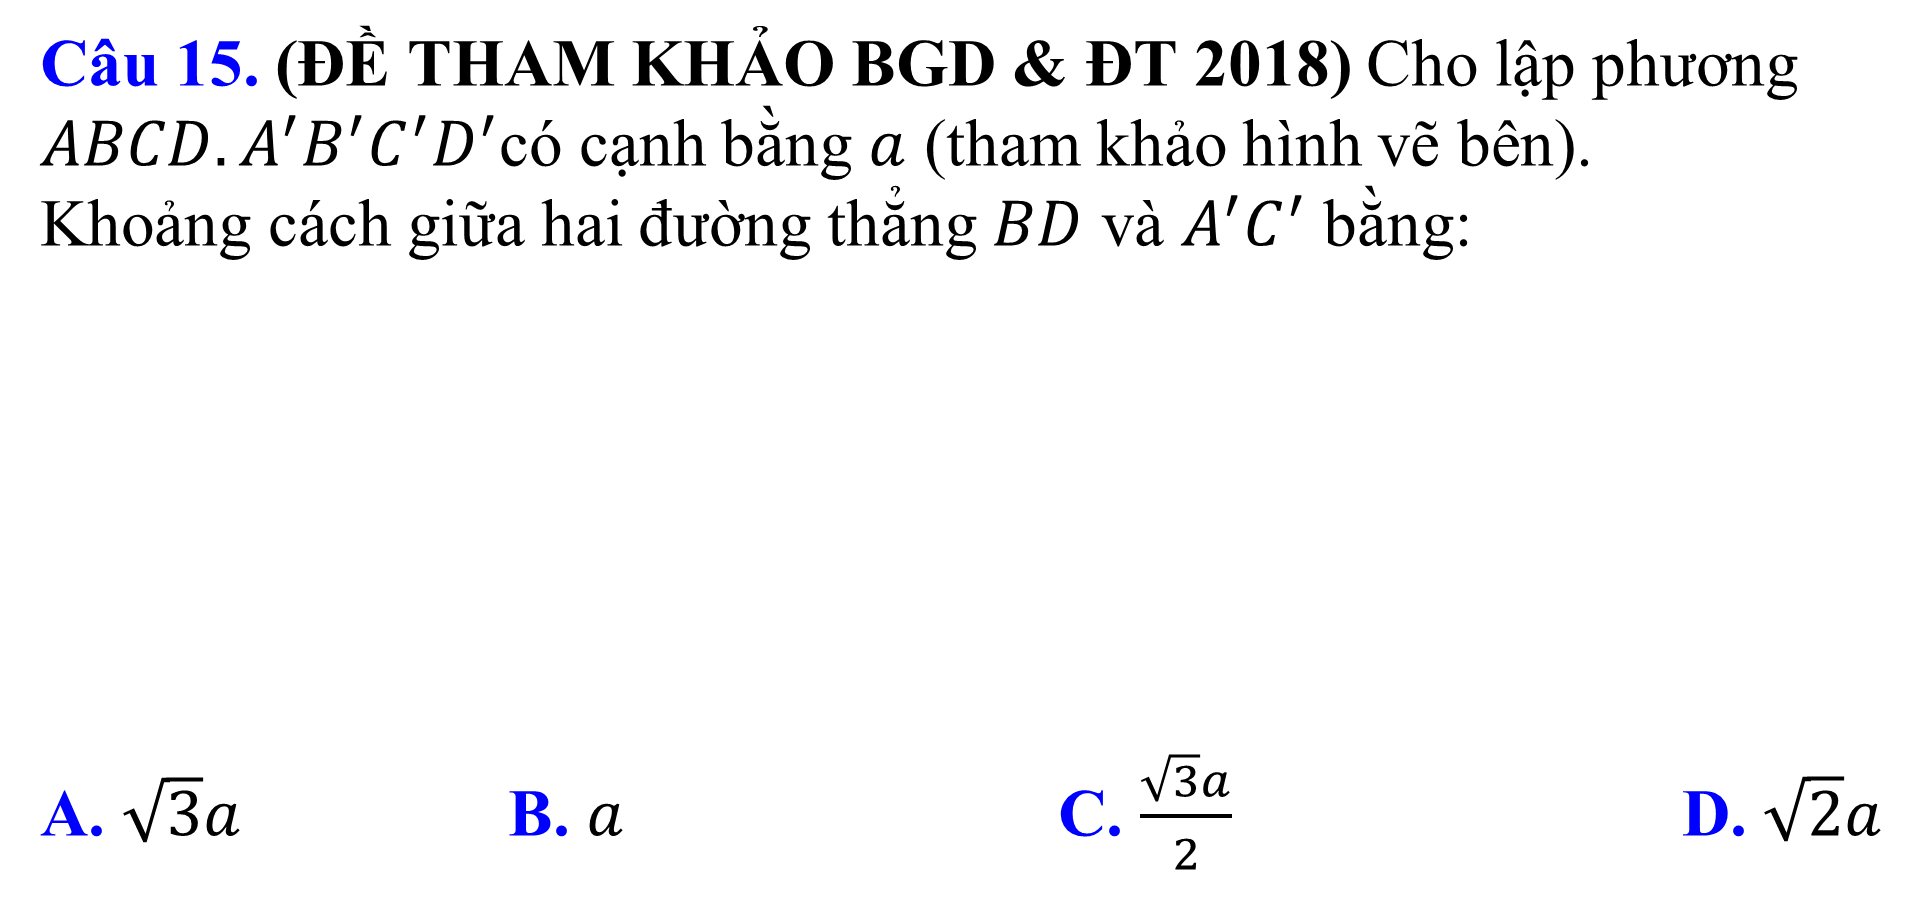 Câu 15. (ĐỀ THAM KHẢO BGD & ĐT 2018) Cho lập phương
ABCD.A'B'C'D'có cạnh bằng a (tham khảo hình vẽ bên).
Khoảng cách giữa hai đường thẳng BD và A'C' bằng:
A. √3a B. a C. √3a/2 D. √2a